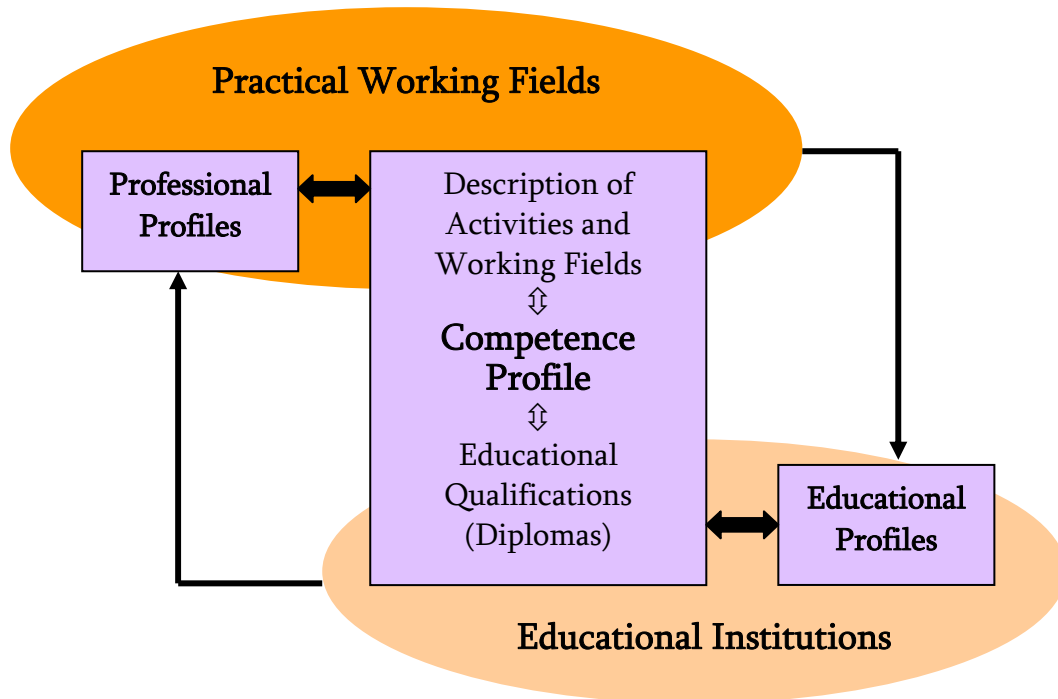 Practical Working Fields
Professional
Profiles
Description of
Activities and
Working Fields
⇳
Competence
Profile
⇳
Educational
Qualifications
(Diplomas)
Educational
Profiles
Educational Institutions